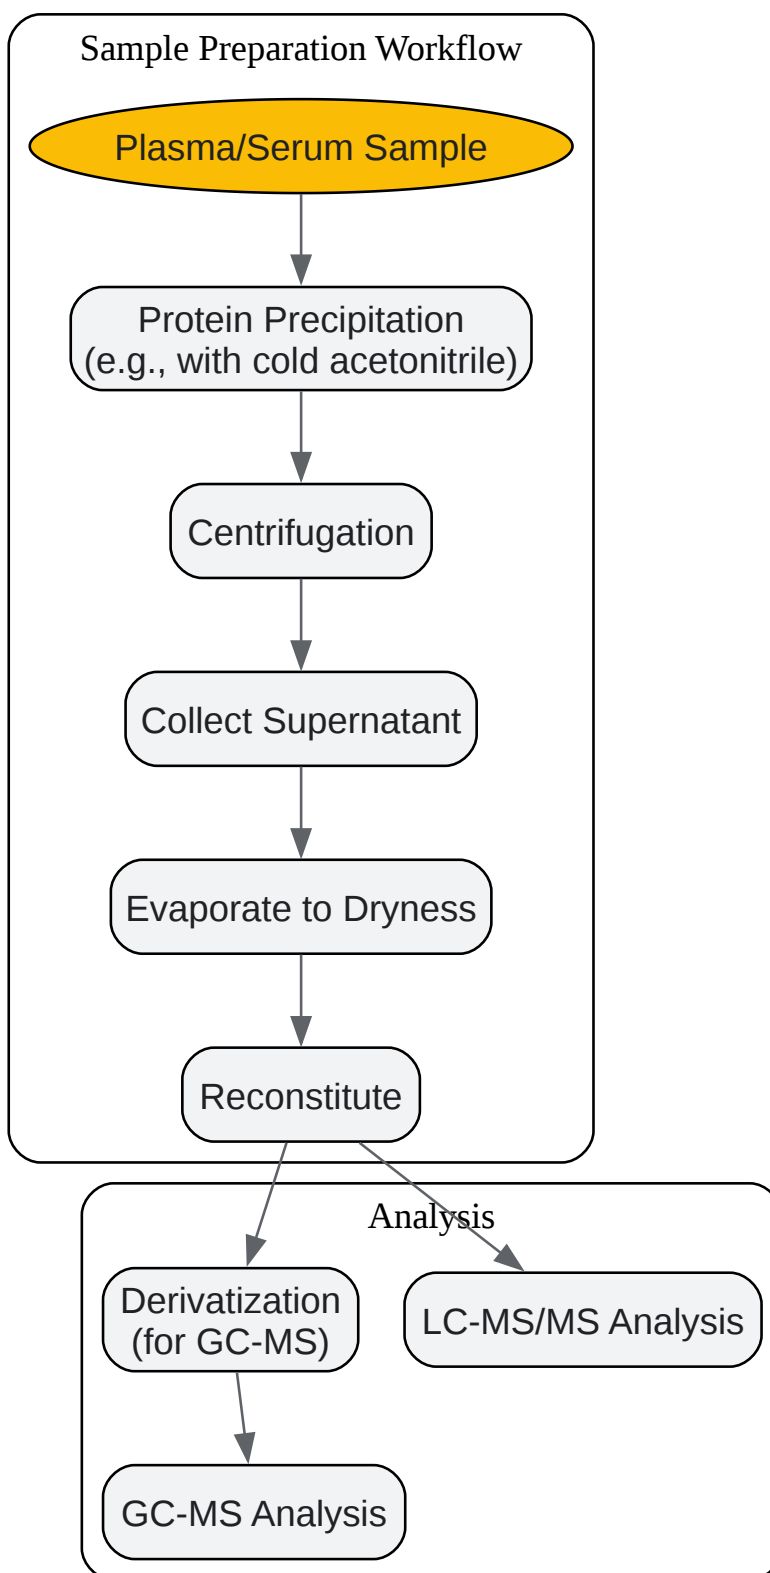 Sample Preparation Workflow
Plasma/Serum Sample
Protein Precipitation
(e.g., with cold acetonitrile)
Centrifugation
Collect Supernatant
Evaporate to Dryness
Reconstitute
Analysis
Derivatization
(for GC-MS)
LC-MS/MS Analysis
GC-MS Analysis